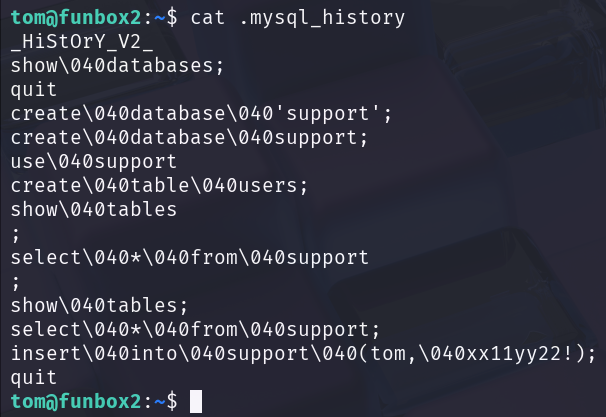 tom@funbox2:~$ cat .mysql_history
_HiStOrY_V2_
show\040databases;
quit
create\040database\040'support';
create\040database\040support;
use\040support
create\040table\040users;
show\040tables
;
select\040*\040from\040support
;
show\040tables;
select\040*\040from\040support;
insert\040into\040support\040(tom,\040xx11yy22!);
quit
tom@funbox2:~$